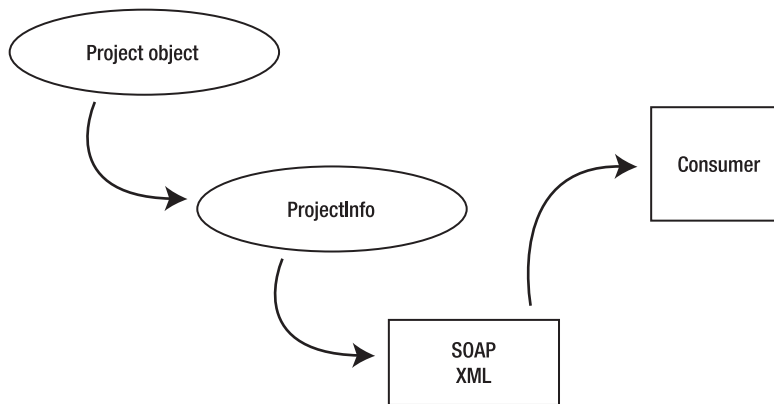 Project object
ProjectInfo
Consumer
SOAP
XML